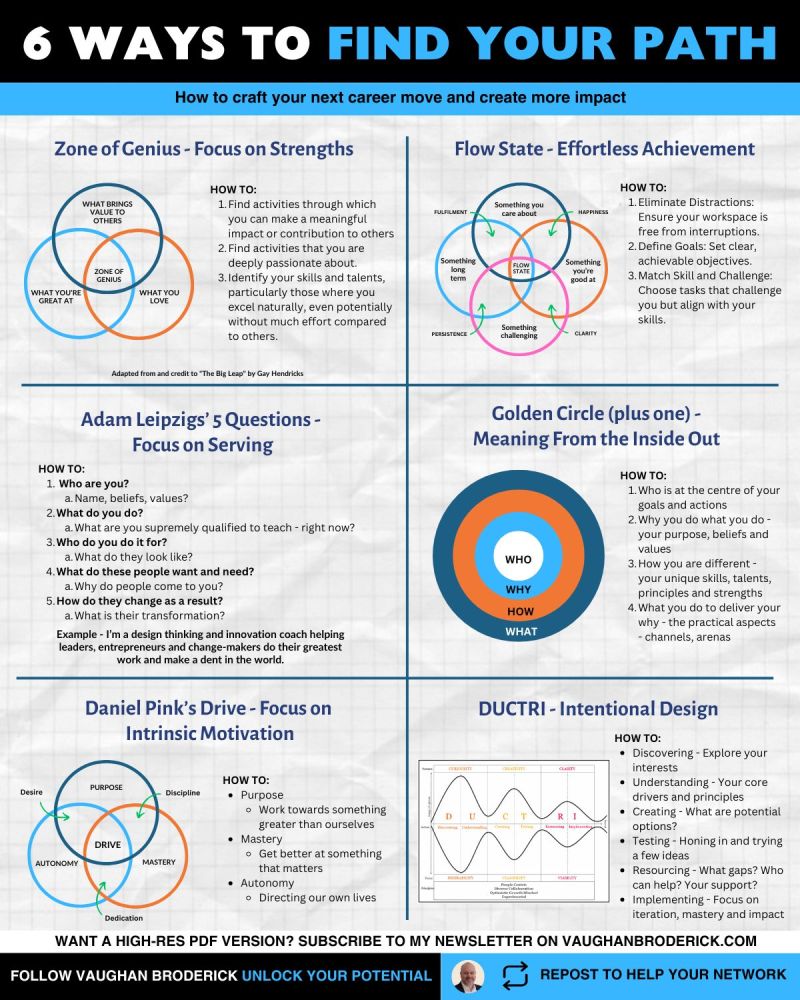 6 WAYS TO FIND YOUR PATH
How to craft your next career move and create more impact
Zone of Genius - Focus on Strengths
WHAT BRINGS
VALUE TO
OTHERS
ZONE OF
GENIUS
WHAT YOU'RE
GREAT AT
WHAT YOU
LOVE
HOW TO:
1. Find activities through which
you can make a meaningful
impact or contribution to others
2. Find activities that you are
deeply passionate about.
3. Identify your skills and talents,
particularly those where you
excel naturally, even potentially
without much effort compared
to others.
Adapted from and credit to "The Big Leap" by Gay Hendricks
Flow State - Effortless Achievement
FULFILMENT
Something you
care about
HAPPINESS
Something
long
term
FLOW
STATE
Something
you're
good at
PERSISTENCE
Something
challenging
CLARITY
HOW TO:
1. Eliminate Distractions:
Ensure your workspace is
free from interruptions.
2. Define Goals: Set clear,
achievable objectives.
3. Match Skill and Challenge:
Choose tasks that challenge
you but align with your
skills.
Adam Leipzigs' 5 Questions -
Focus on Serving
HOW TO:
1. Who are you?
a. Name, beliefs, values?
2. What do you do?
a. What are you supremely qualified to teach - right now?
3. Who do you do it for?
a. What do they look like?
4. What do these people want and need?
a. Why do people come to you?
5. How do they change as a result?
a. What is their transformation?
Example - I'm a design thinking and innovation coach helping
leaders, entrepreneurs and change-makers do their greatest
work and make a dent in the world.
Golden Circle (plus one) -
Meaning From the Inside Out
WHO
WHY
HOW
WHAT
HOW TO:
1. Who is at the centre of your
goals and actions
2. Why you do what you do -
your purpose, beliefs and
values
3. How you are different -
your unique skills, talents,
principles and strengths
4. What you do to deliver your
why - the practical aspects
- channels, arenas
Daniel Pink's Drive - Focus on
Intrinsic Motivation
Desire
PURPOSE
Discipline
DRIVE
AUTONOMY
MASTERY
Dedication
HOW TO:
• Purpose
○ Work towards something
greater than ourselves
• Mastery
○ Get better at something
that matters
• Autonomy
○ Directing our own lives
DUCTRI - Intentional Design
CURIOSITY
CREATIVITY
CLARITY
D U C T R I
Discovering
Understanding
Creating
Testing
Resourcing
Implementing
DESIRABILITY
FEASIBILITY
VIABILITY
People Centric
Diverse Collaboration
Optimistic Growth Mindset
Experimental
HOW TO:
• Discovering - Explore your
interests
• Understanding - Your core
drivers and principles
• Creating - What are potential
options?
• Testing - Honing in and trying
a few ideas
• Resourcing - What gaps? Who
can help? Your support?
• Implementing - Focus on
iteration, mastery and impact
WANT A HIGH-RES PDF VERSION? SUBSCRIBE TO MY NEWSLETTER ON VAUGHANBRODERICK.COM
FOLLOW VAUGHAN BRODERICK UNLOCK YOUR POTENTIAL
REPOST TO HELP YOUR NETWORK